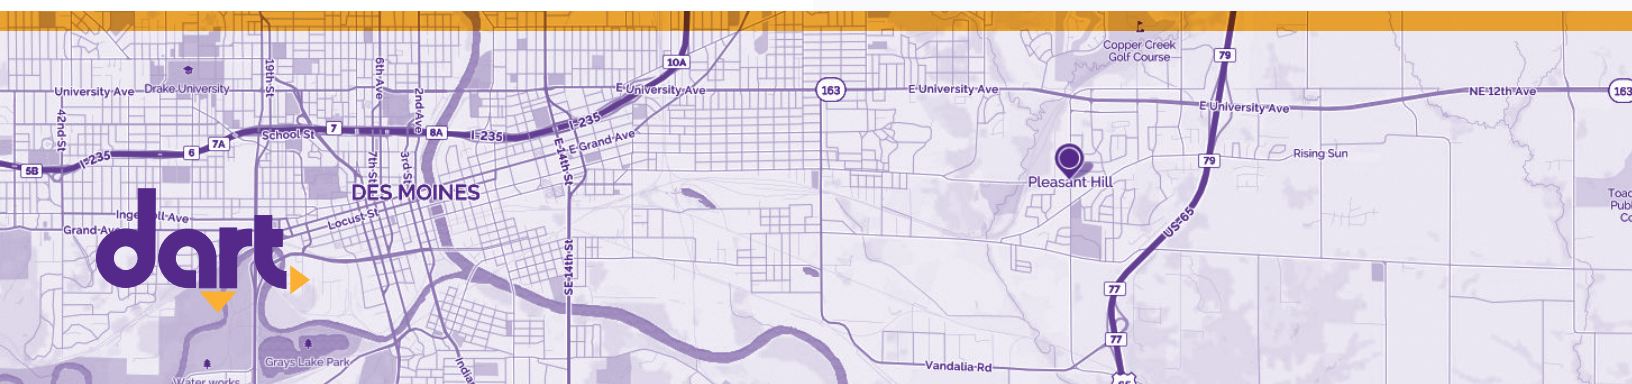 Copper Creek
Golf Course
79
10A
19th St
6th Ave
University Ave
Drake University
2nd Ave
E University Ave
163
E University Ave
NE 12th Ave
163
42nd St
E University Ave
7
School St
8A
I-235
I-235
E Grand Ave
7A
6
I-235
5B
7th St
3rd St
E 14th St
79
Rising Sun
Pleasant Hill
DES MOINES
Locust St
Grand Ave
US-65
dart
SE 14th St
77
77
Grays Lake Park
Vandalia Rd
Water works
65